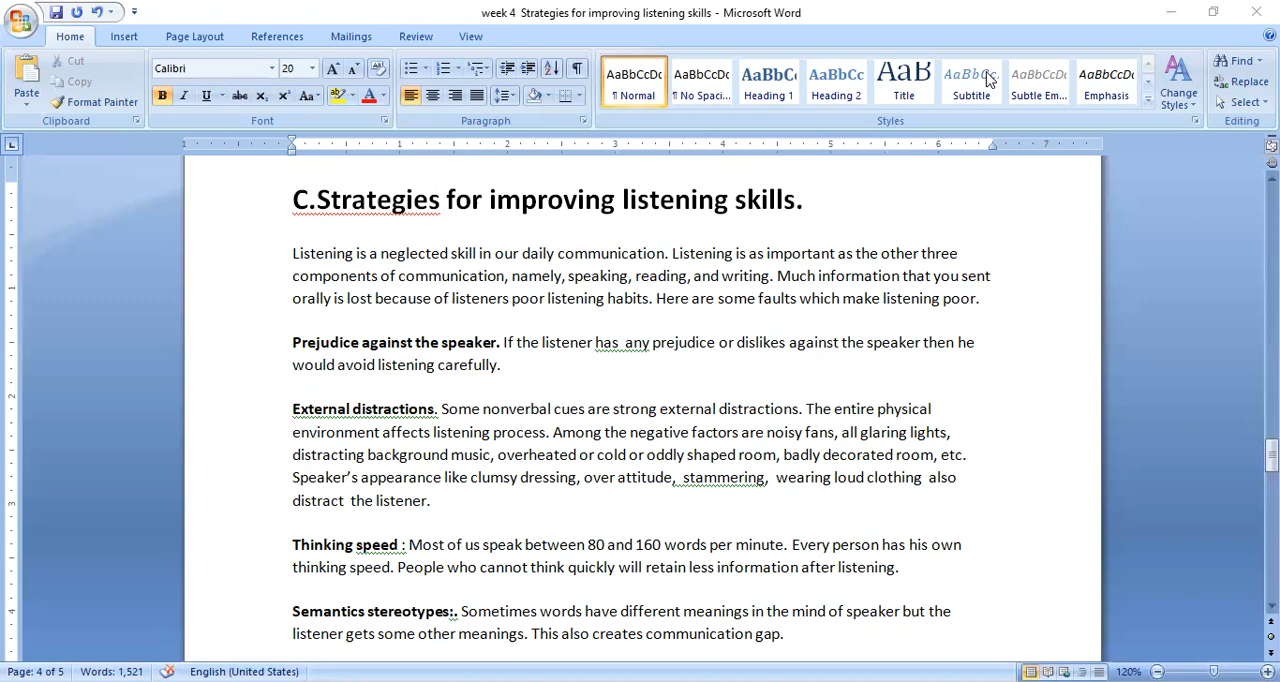 week 4  Strategies for improving listening skills - Microsoft Word
Home Insert Page Layout References Mailings Review View
Paste
Cut
Copy
Format Painter
Clipboard
Calibri 20
Font
Paragraph
AaBbCcDc AaBbCcDc AaBbC AaBbCc AaB AaBbCc. AaBbCcDc AaBbCcDc
¶ Normal ¶ No Spaci... Heading 1 Heading 2 Title Subtitle Subtle Em... Emphasis
Change
Styles
Styles
Find
Replace
Select
Editing
1 1 2 3 4 5 6 7
C.Strategies for improving listening skills.
Listening is a neglected skill in our daily communication. Listening is as important as the other three
components of communication, namely, speaking, reading, and writing. Much information that you sent
orally is lost because of listeners poor listening habits. Here are some faults which make listening poor.
Prejudice against the speaker. If the listener has  any prejudice or dislikes against the speaker then he
would avoid listening carefully.
External distractions. Some nonverbal cues are strong external distractions. The entire physical
environment affects listening process. Among the negative factors are noisy fans, all glaring lights,
distracting background music, overheated or cold or oddly shaped room, badly decorated room, etc.
Speaker's appearance like clumsy dressing, over attitude,  stammering,  wearing loud clothing  also
distract  the listener.
Thinking speed : Most of us speak between 80 and 160 words per minute. Every person has his own
thinking speed. People who cannot think quickly will retain less information after listening.
Semantics stereotypes:. Sometimes words have different meanings in the mind of speaker but the
listener gets some other meanings. This also creates communication gap.
Page: 4 of 5 Words: 1,521 English (United States) 120%